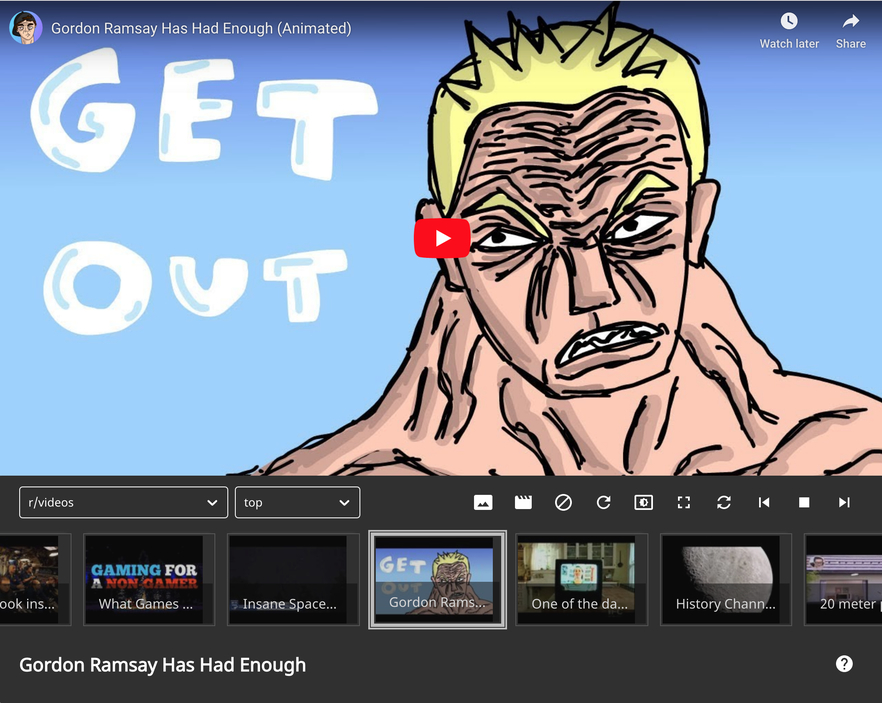 Gordon Ramsay Has Had Enough (Animated)
Watch later
Share
GET
OUT
r/videos
top
ook ins...
GAMING FOR
A NON-GAMER
What Games ...
Insane Space...
GET
OUT
Gordon Rams...
One of the da...
History Chann...
20 meter
Gordon Ramsay Has Had Enough